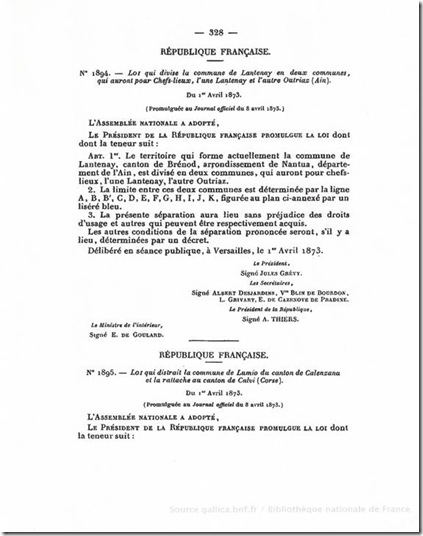 — 328 —
RÉPUBLIQUE FRANÇAISE.
N° 1894. — LOI qui divise la commune de Lantenay en deux communes,
qui auront pour Chefs-lieux, l'une Lantenay et l'autre Outriaz (Ain).
Du 1er Avril 1873.
(Promulguée au Journal officiel du 8 avril 1873.)
L'ASSEMBLÉE NATIONALE A ADOPTÉ,
LE PRÉSIDENT DE LA RÉPUBLIQUE FRANÇAISE PROMULGUE LA LOI dont
dont la teneur suit :
ART. 1er. Le territoire qui forme actuellement la commune de
Lantenay, canton de Brénod, arrondissement de Nantua, départe-
ment de l'Ain, est divisé en deux communes, qui auront pour chefs-
lieux, l'une Lantenay, l'autre Outriaz.
2. La limite entre ces deux communes est déterminée par la ligne
A, B, B', C, D, E, F, G, H, I, J, K, figurée au plan ci-annexé par un
liséré bleu.
3. La présente séparation aura lieu sans préjudice des droits
d'usage et autres qui peuvent être respectivement acquis.
Les autres conditions de la séparation prononcée seront, s'il y a
lieu, déterminées par un décret.
Délibéré en séance publique, à Versailles, le 1er Avril 1873.
Le Président,
Signé JULES GRÉVY.
Les Secrétaires,
Signé ALBERT DESJARDINS, Vte BLIN DE BOURDON,
L. GRIVART, E. DE CAZENOVE DE PRADINE.
Le Président de la République,
Signé A. THIERS.
Le Ministre de l'intérieur,
Signé E. DE GOULARD.
RÉPUBLIQUE FRANÇAISE.
N° 1895. — LOI qui distrait la commune de Lumio du canton de Calenzana
et la rattache au canton de Calvi (Corse).
Du 1er Avril 1873.
(Promulguée au Journal officiel du 8 avril 1873.)
L'ASSEMBLÉE NATIONALE A ADOPTÉ,
LE PRÉSIDENT DE LA RÉPUBLIQUE FRANÇAISE PROMULGUE LA LOI dont
la teneur suit :
Source gallica.bnf.fr / Bibliothèque nationale de France